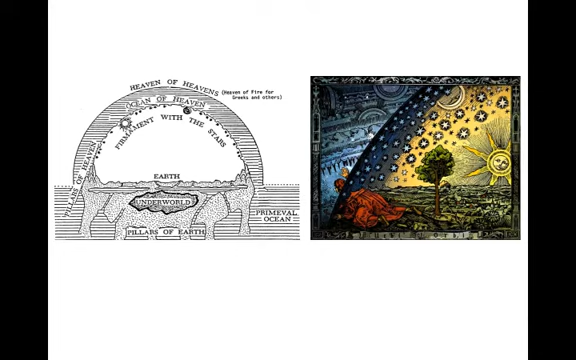 HEAVEN OF HEAVENS
(Heaven of Fire for
Greeks and others)
OCEAN OF HEAVEN
FIRMAMENT WITH THE STARS
PILLARS OF HEAVEN
EARTH
UNDERWORLD
PRIMEVAL
OCEAN
PILLARS OF EARTH